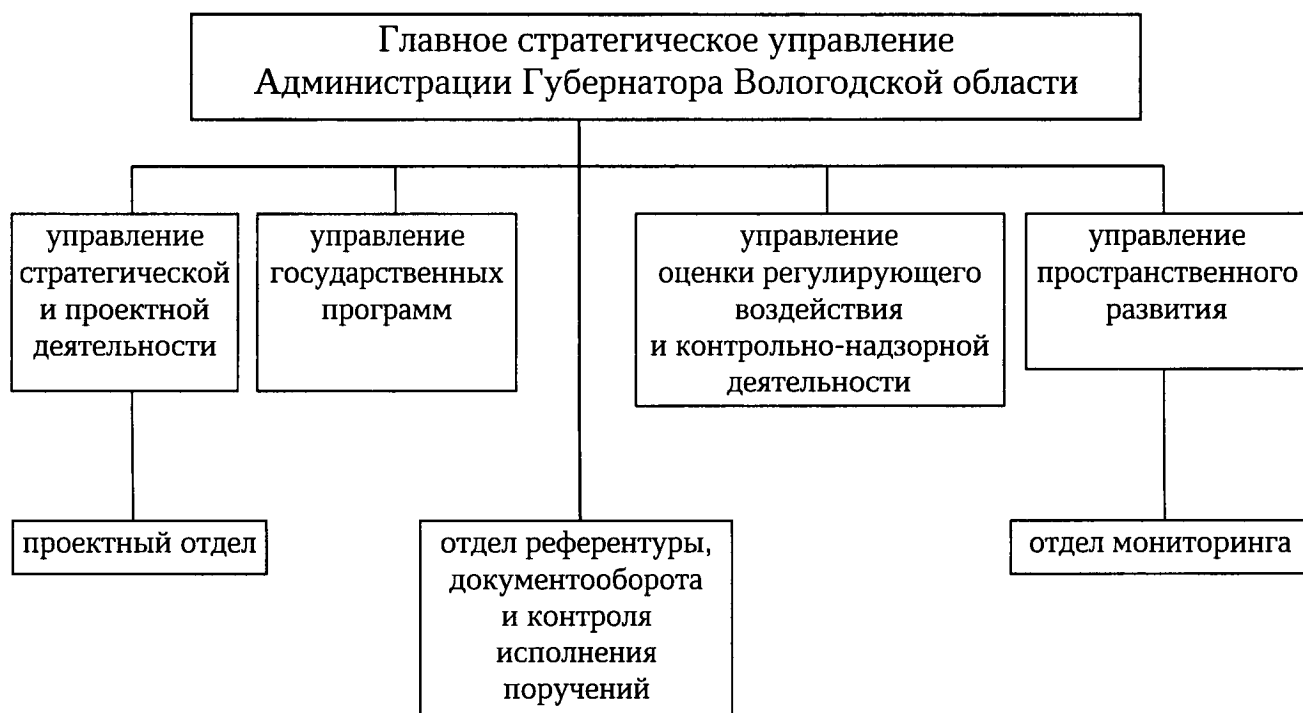 Главное стратегическое управление
Администрации Губернатора Вологодской области
управление
стратегической
и проектной
деятельности
управление
государственных
программ
управление
оценки регулирующего
воздействия
и контрольно-надзорной
деятельности
управление
пространственного
развития
проектный отдел
отдел референтуры,
документооборота
и контроля
исполнения
поручений
отдел мониторинга